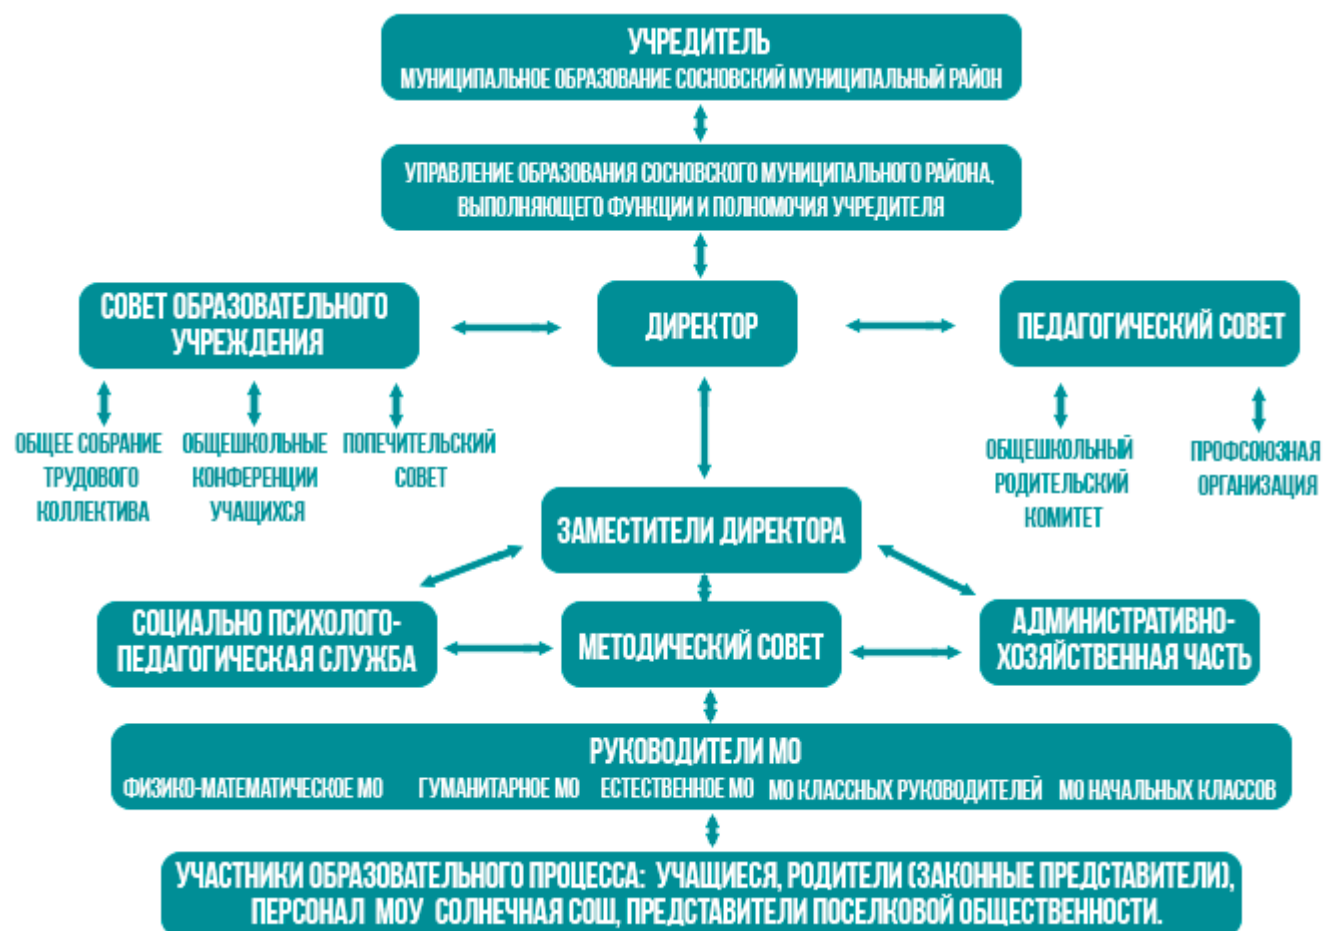 УЧРЕДИТЕЛЬ
МУНИЦИПАЛЬНОЕ ОБРАЗОВАНИЕ СОСНОВСКИЙ МУНИЦИПАЛЬНЫЙ РАЙОН
УПРАВЛЕНИЕ ОБРАЗОВАНИЯ СОСНОВСКОГО МУНИЦИПАЛЬНОГО РАЙОНА,
ВЫПОЛНЯЮЩЕГО ФУНКЦИИ И ПОЛНОМОЧИЯ УЧРЕДИТЕЛЯ
СОВЕТ ОБРАЗОВАТЕЛЬНОГО
УЧРЕЖДЕНИЯ
ДИРЕКТОР
ПЕДАГОГИЧЕСКИЙ СОВЕТ
ОБЩЕЕ СОБРАНИЕ
ТРУДОВОГО
КОЛЛЕКТИВА
ОБЩЕШКОЛЬНЫЕ
КОНФЕРЕНЦИИ
УЧАЩИХСЯ
ПОПЕЧИТЕЛЬСКИЙ
СОВЕТ
ОБЩЕШКОЛЬНЫЙ
РОДИТЕЛЬСКИЙ
КОМИТЕТ
ПРОФСОЮЗНАЯ
ОРГАНИЗАЦИЯ
ЗАМЕСТИТЕЛИ ДИРЕКТОРА
СОЦИАЛЬНО ПСИХОЛОГО-
ПЕДАГОГИЧЕСКАЯ СЛУЖБА
МЕТОДИЧЕСКИЙ СОВЕТ
АДМИНИСТРАТИВНО-
ХОЗЯЙСТВЕННАЯ ЧАСТЬ
РУКОВОДИТЕЛИ МО
ФИЗИКО-МАТЕМАТИЧЕСКОЕ МО ГУМАНИТАРНОЕ МО ЕСТЕСТВЕННОЕ МО МО КЛАССНЫХ РУКОВОДИТЕЛЕЙ МО НАЧАЛЬНЫХ КЛАССОВ
УЧАСТНИКИ ОБРАЗОВАТЕЛЬНОГО ПРОЦЕССА: УЧАЩИЕСЯ, РОДИТЕЛИ (ЗАКОННЫЕ ПРЕДСТАВИТЕЛИ),
ПЕРСОНАЛ МОУ СОЛНЕЧНАЯ СОШ, ПРЕДСТАВИТЕЛИ ПОСЕЛКОВОЙ ОБЩЕСТВЕННОСТИ.